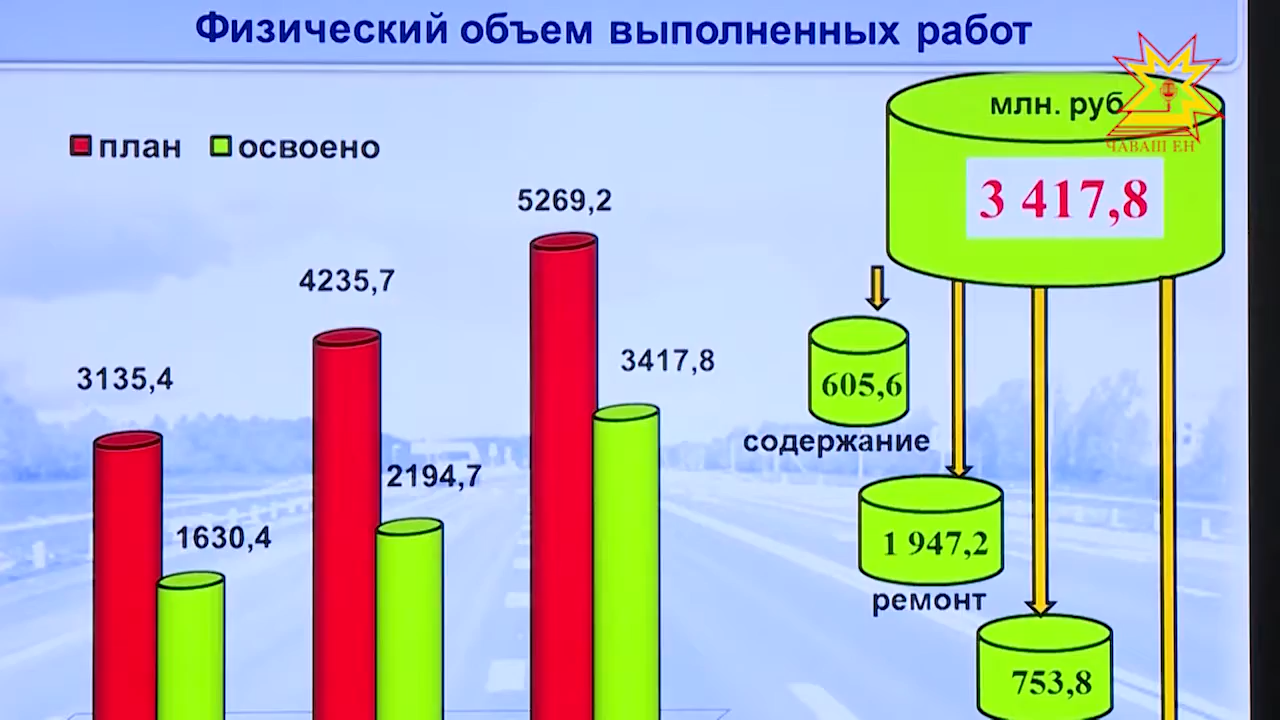 Физический объем выполненных работ
план освоено
млн. руб
ЧАВАШ ЕН
3 417,8
5269,2
4235,7
3135,4
3417,8
2194,7
1630,4
605,6
содержание
1 947,2
ремонт
753,8